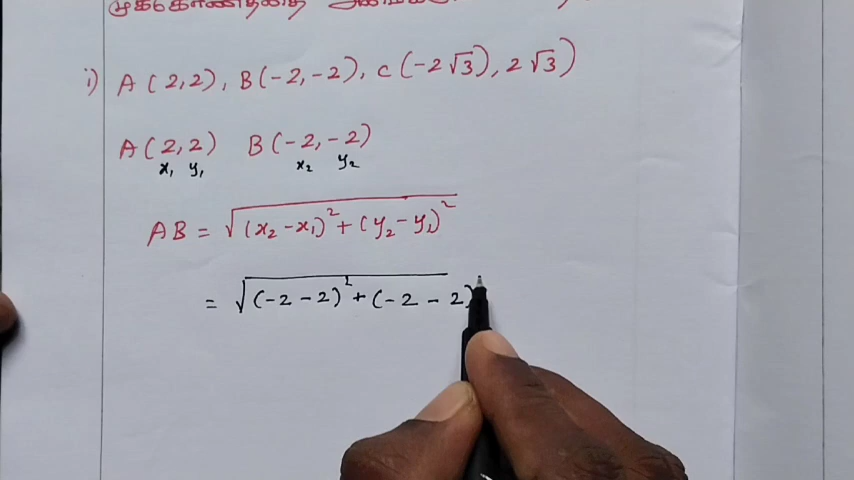 i) A(2,2), B(-2,-2), C(-2√3), 2√3)
A(2,2) B(-2,-2)
x₁ y₁ x₂ y₂
AB = √(x₂-x₁)²+(y₂-y₁)²
= √(-2-2)²+(-2-2)